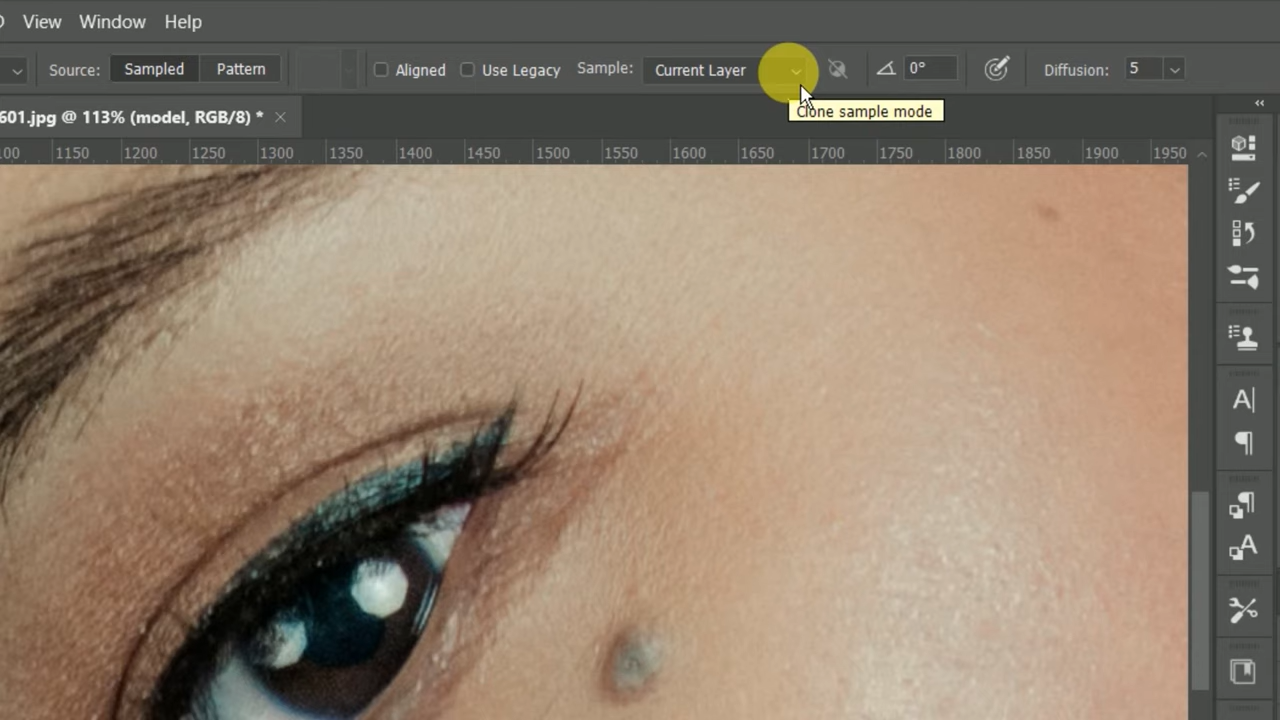 View Window Help
Source: Sampled Pattern Aligned Use Legacy Sample: Current Layer 0° Diffusion: 5
Clone sample mode
601.jpg @ 113% (model, RGB/8) *
1150 1200 1250 1300 1350 1400 1450 1500 1550 1600 1650 1700 1750 1800 1850 1900 1950